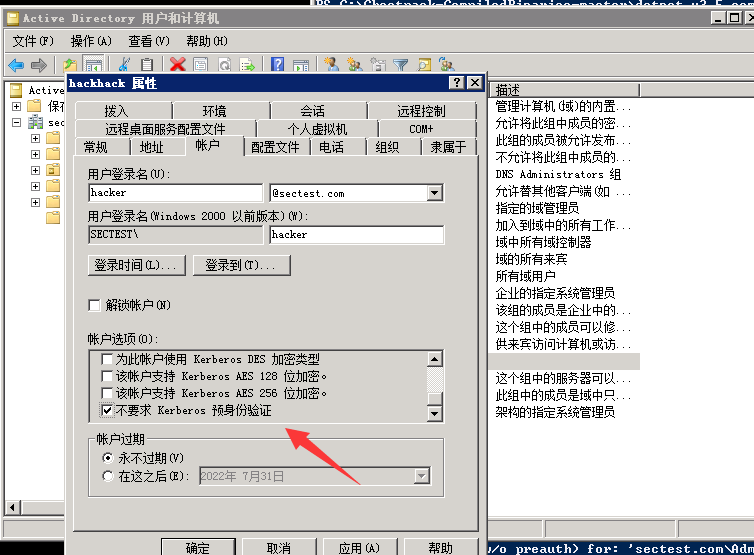 PS C:\Ghostpack-CompiledBinaries-master\dotnet v3.5 com
Active Directory 用户和计算机
文件(F) 操作(A) 查看(V) 帮助(H)
Active
保存
sec
hackhack 属性
拨入 环境 会话 远程控制
远程桌面服务配置文件 个人虚拟机 COM+
常规 地址 帐户 配置文件 电话 组织 隶属于
用户登录名(U):
hacker @sectest.com
用户登录名(Windows 2000 以前版本)(W):
SECTEST\ hacker
登录时间(L)... 登录到(T)...
解锁帐户(N)
帐户选项(O):
为此帐户使用 Kerberos DES 加密类型
该帐户支持 Kerberos AES 128 位加密。
该帐户支持 Kerberos AES 256 位加密。
不要求 Kerberos 预身份验证
帐户过期
永不过期(V)
在这之后(E): 2022年 7月31日
确定 取消 应用(A) 帮助
描述
管理计算机(域)的内置...
允许将此组中成员的密...
此组的成员被允许发布...
不允许将此组中成员的...
DNS Administrators 组
允许替其他客户端(如 ...
指定的域管理员
加入到域中的所有工作...
域中所有域控制器
域的所有来宾
所有域用户
企业的指定系统管理员
该组的成员是企业中的...
这个组中的成员可以修...
供来宾访问计算机或访...
这个组中的服务器可以...
此组中的成员是域中只...
架构的指定系统管理员
w/o preauth) for: 'sectest.com\Adm